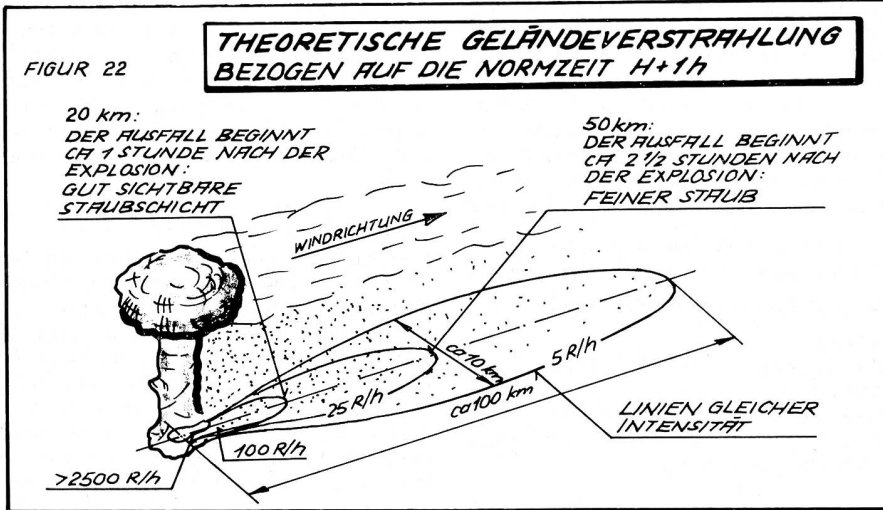 FIGUR 22
THEORETISCHE GELÄNDEVERSTRAHLUNG
BEZOGEN AUF DIE NORMZEIT H+1h
20 km:
DER AUSFALL BEGINNT
CA 1 STUNDE NACH DER
EXPLOSION:
GUT SICHTBARE
STAUBSCHICHT
50km:
DER AUSFALL BEGINNT
CA 2 1/2 STUNDEN NACH
DER EXPLOSION:
FEINER STAUB
WINDRICHTUNG
ca 10 km
5 R/h
25 R/h
ca 100 km
100 R/h
>2500 R/h
LINIEN GLEICHER
INTENSITÄT